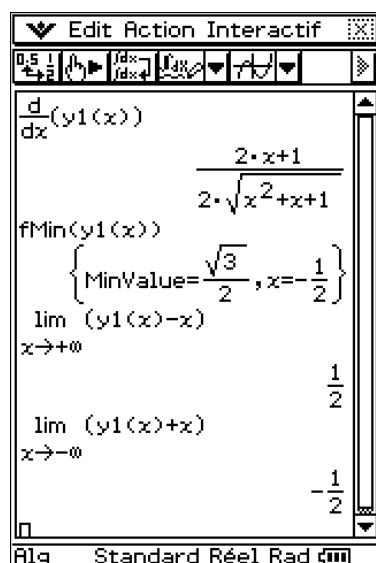 Edit Action Interactif
d/dx(y1(x))
(2·x+1)/(2·√(x²+x+1))
fMin(y1(x))
{MinValue=√3/2, x=-1/2}
lim (y1(x)-x)
x→+∞
1/2
lim (y1(x)+x)
x→-∞
-1/2
Alg Standard Réel Rad